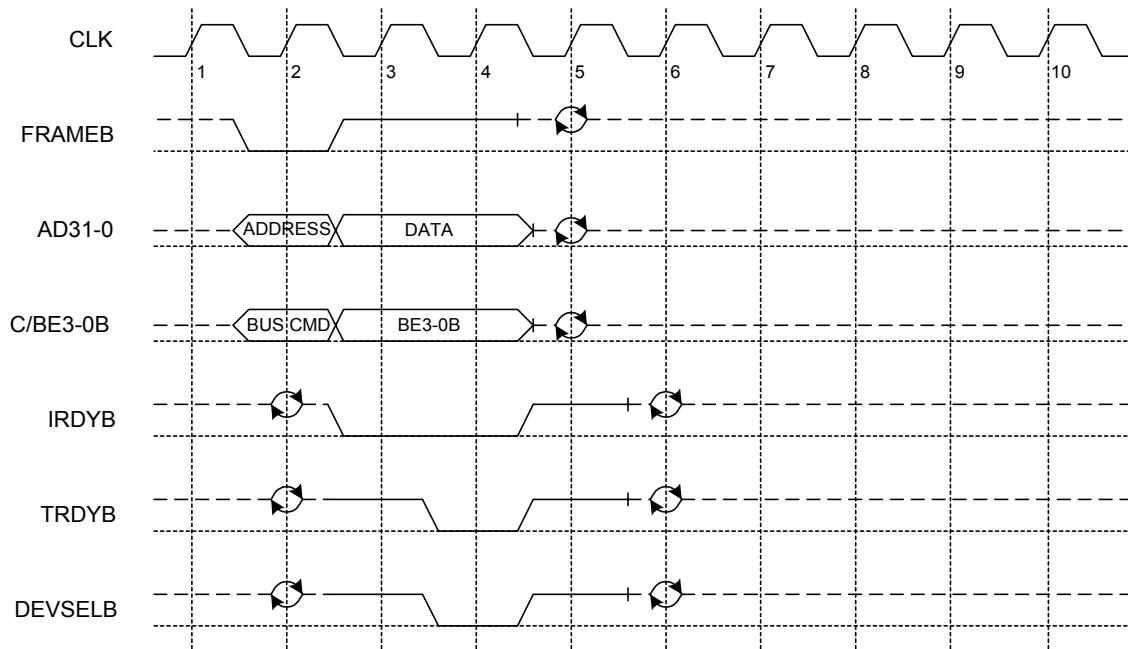 CLK
1 2 3 4 5 6 7 8 9 10
FRAMEB
AD31-0 ADDRESS DATA
C/BE3-0B BUS CMD BE3-0B
IRDYB
TRDYB
DEVSELB